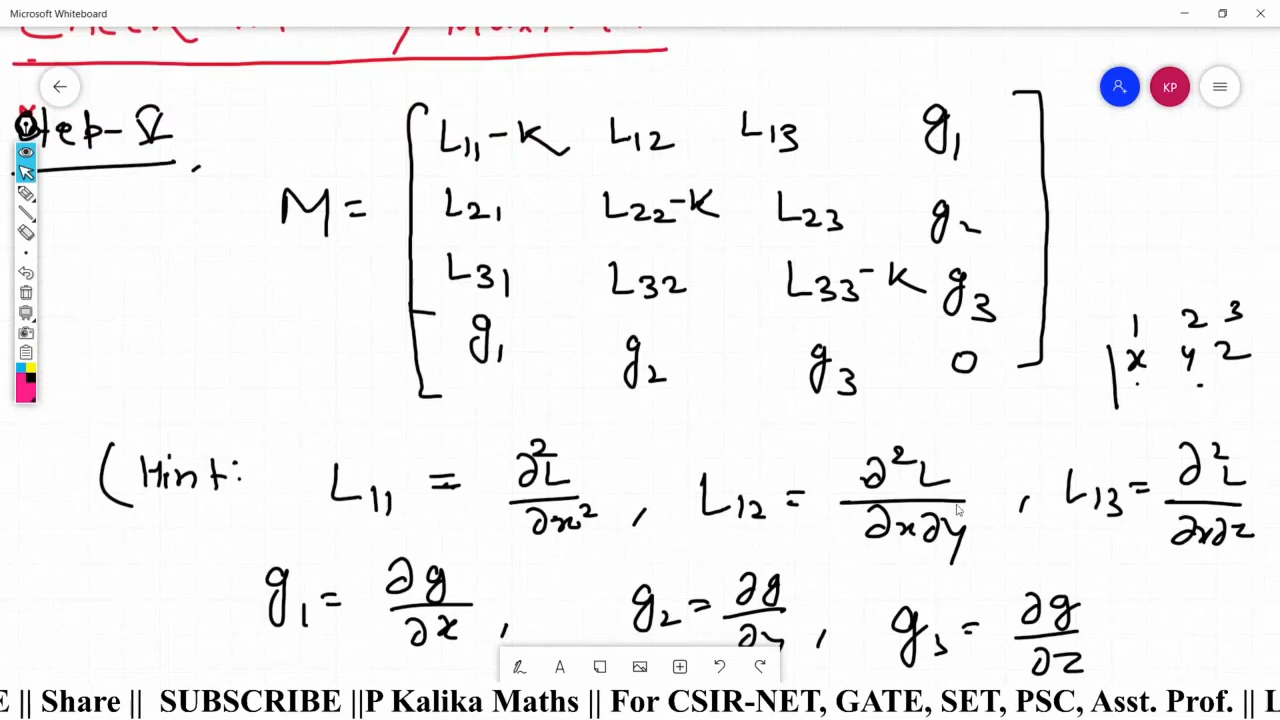 Microsoft Whiteboard
Step-V
KP
M =
L11-K L12 L13 g1
L21 L22-K L23 g2
L31 L32 L33-K g3
g1 g2 g3 0
1 2 3
x y z
(Hint: L11 = ∂²L/∂x², L12 = ∂²L/∂x∂y, L13 = ∂²L/∂x∂z
g1 = ∂g/∂x, g2 = ∂g/∂y, g3 = ∂g/∂z
|| Share || SUBSCRIBE ||P Kalika Maths || For CSIR-NET, GATE, SET, PSC, Asst. Prof. ||